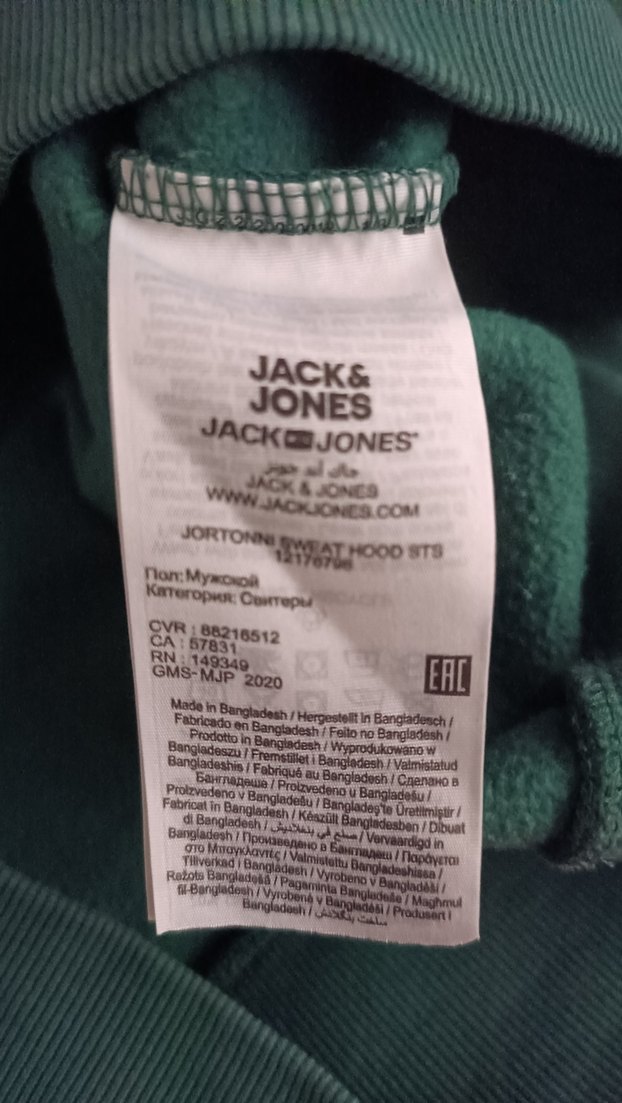 JACK&
JONES
JACK JONES®
جاك أند جونز
JACK & JONES
WWW.JACKJONES.COM
JORTONNI SWEAT HOOD STS
12176796
Пол: Мужской
Категория: Свитеры
CVR : 88216512
CA : 57831
RN : 149349
GMS-MJP 2020
EAC
Made in Bangladesh / Hergestellt in Bangladesch /
Fabricado en Bangladesh / Feito no Bangladesh /
Prodotto in Bangladesh / Wyprodukowano w
Bangladeszu / Fremstillet i Bangladesh / Valmistatud
Bangladeshis / Fabriqué au Bangladesh / Сделано в
Бангладеше / Proizvedeno u Bangladešu /
Proizvedeno v Bangladešu / Bangladeş'te Üretilmiştir /
Fabricat în Bangladesh / Készült Bangladesben / Dibuat
di Bangladesh / صنع في بنغلاديش / Vervaardigd in
Bangladesh / Произведено в Бангладеш / Παράγεται
στο Μπαγκλαντές / Valmistettu Bangladeshissa /
Tillverkad i Bangladesh / Vyrobeno v Bangladéši /
Ražots Bangladešā / Pagaminta Bangladeše / Maghmul
fil-Bangladesh / Vyrobené v Bangladéši / Produsert i
Bangladesh / ساخت بنگلادش